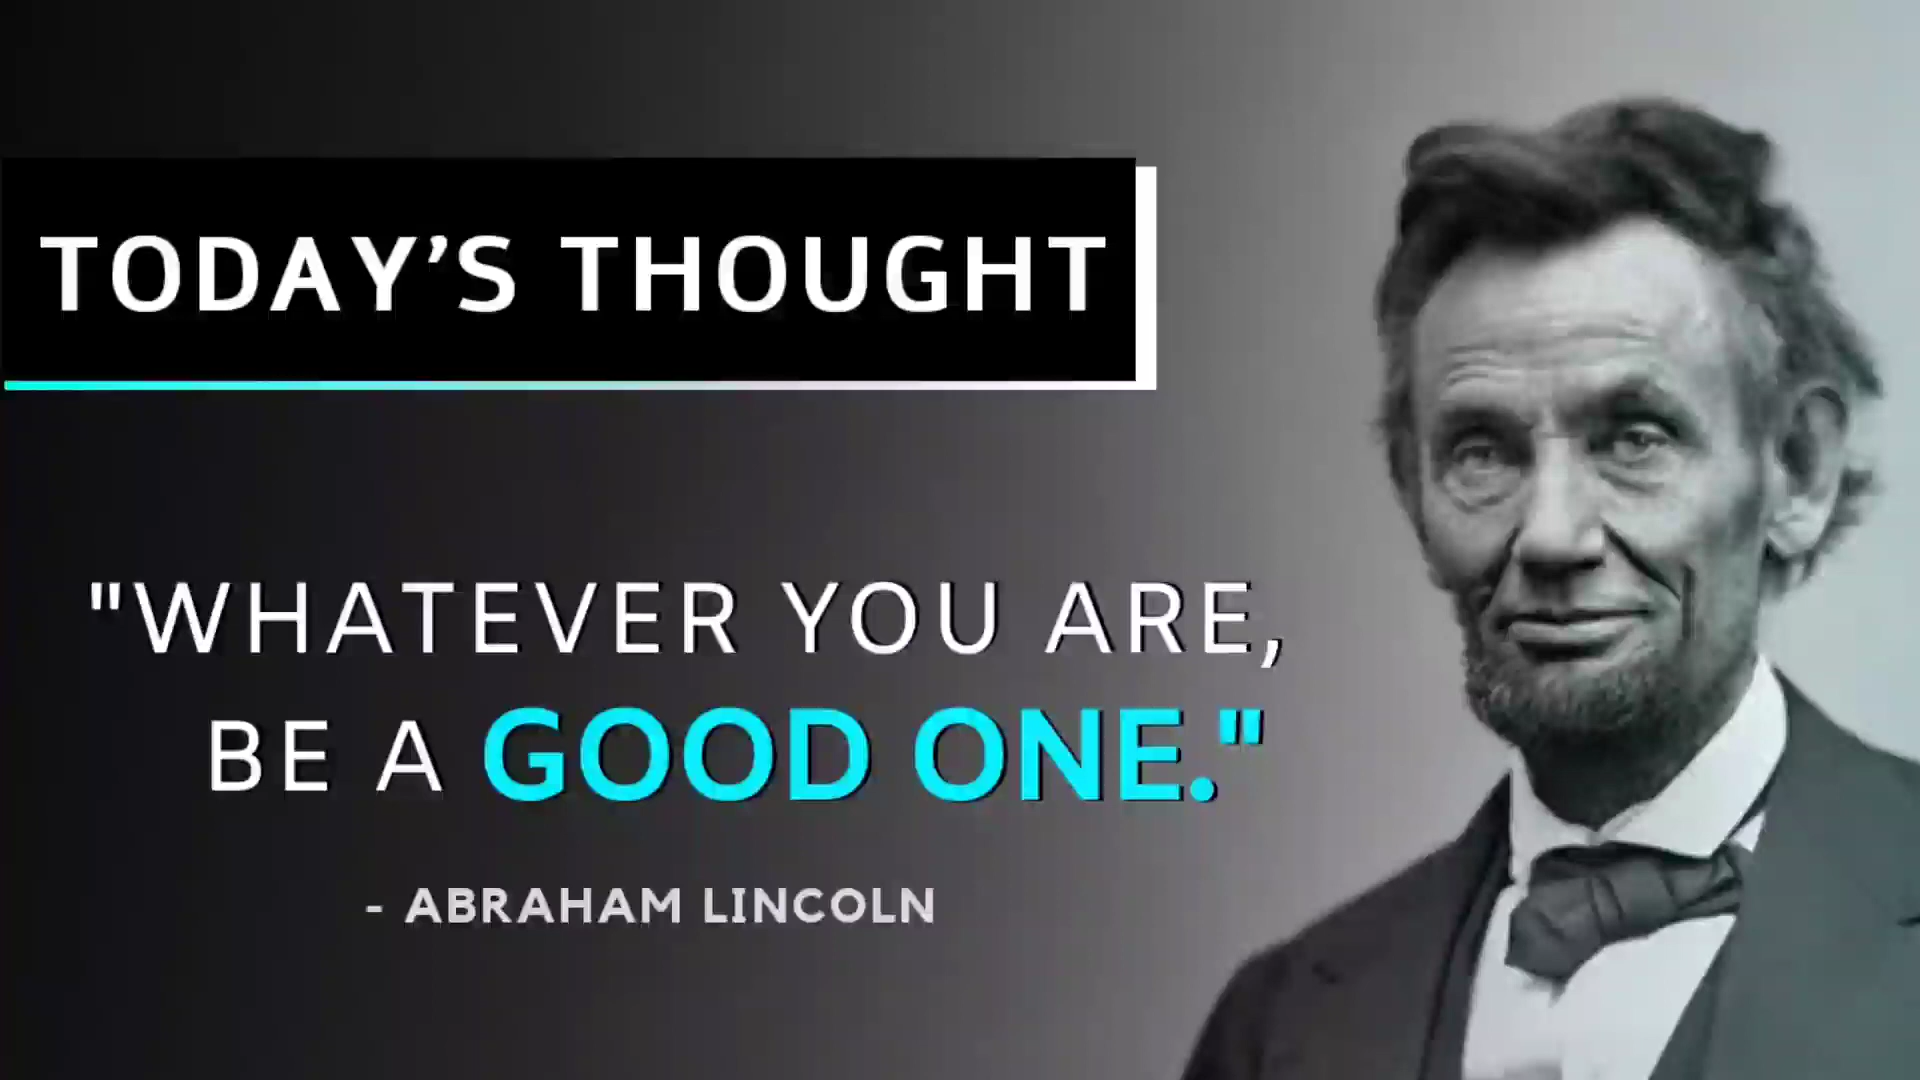 TODAY’S THOUGHT
"WHATEVER YOU ARE,
BE A GOOD ONE."
- ABRAHAM LINCOLN